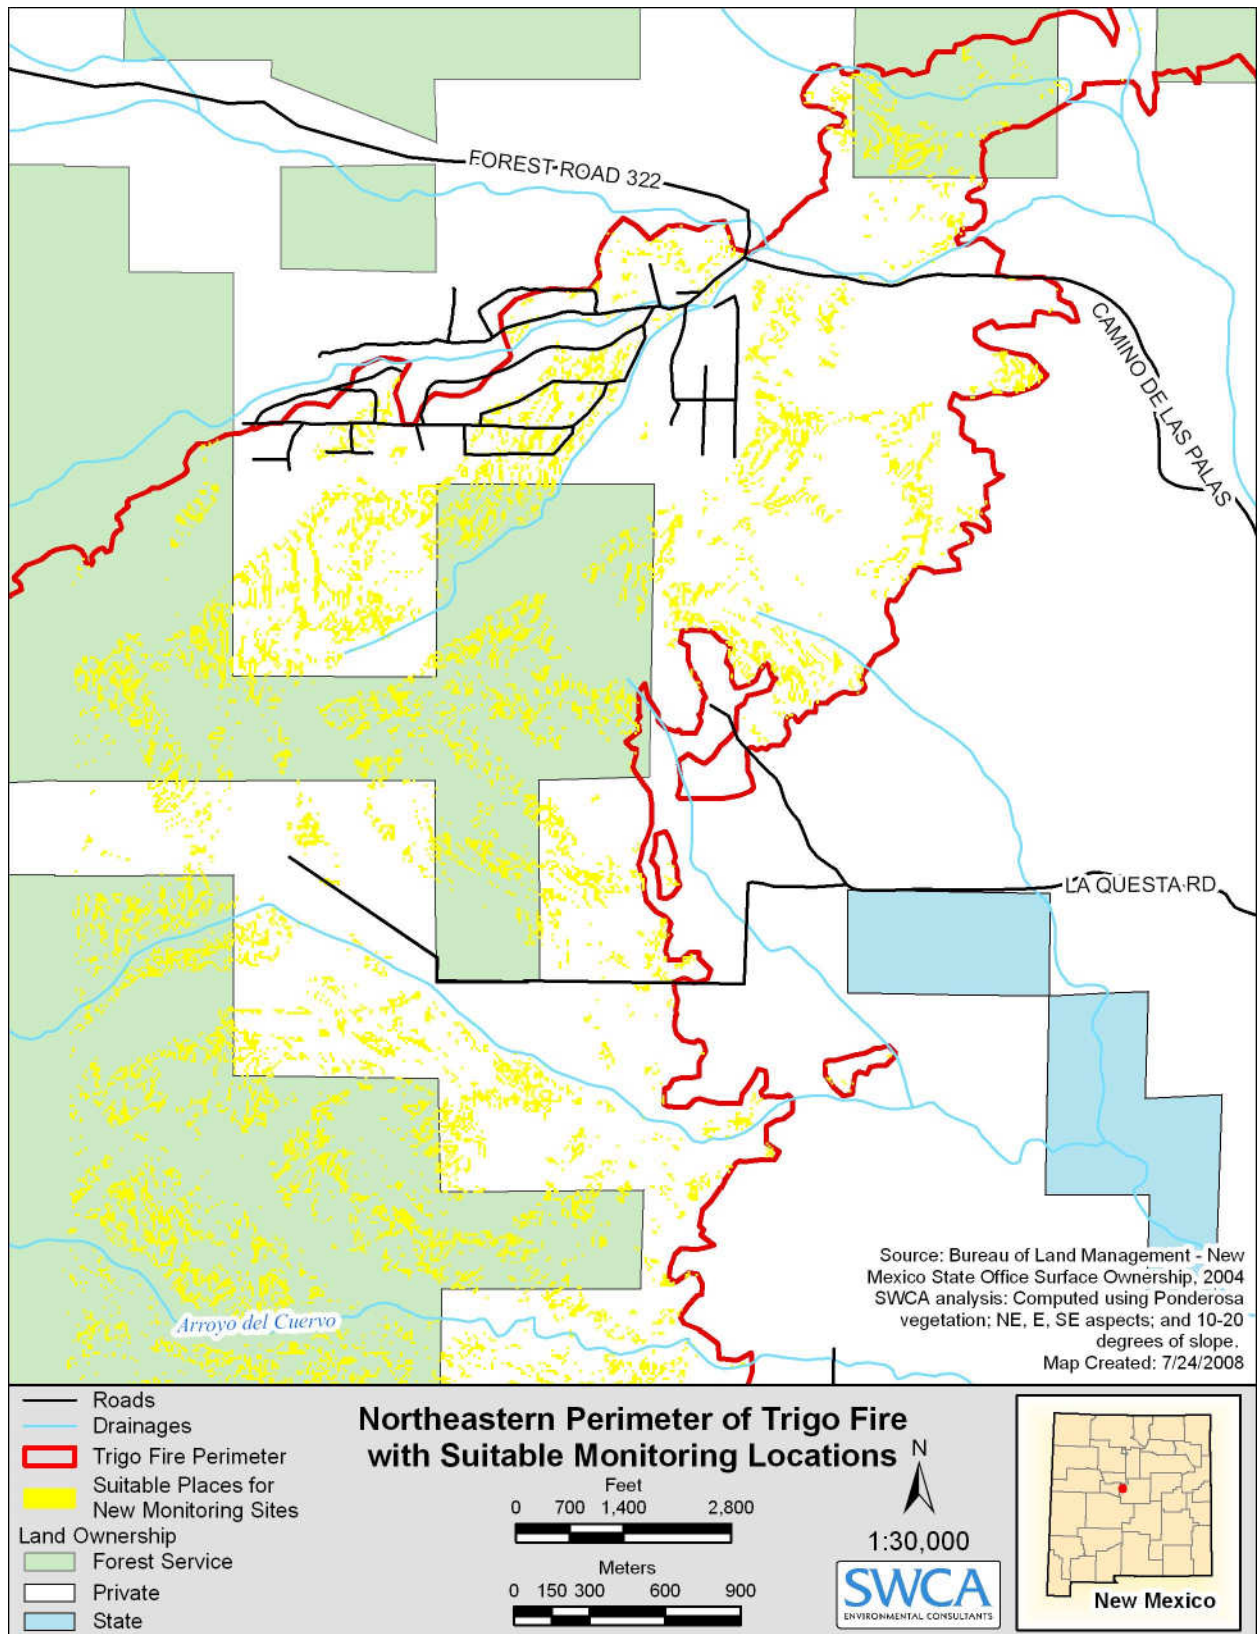 FOREST ROAD 322
CAMINO DE LAS PALAS
LA QUESTA RD
Source: Bureau of Land Management - New
Mexico State Office Surface Ownership, 2004
SWCA analysis: Computed using Ponderosa
vegetation; NE, E, SE aspects; and 10-20
degrees of slope.
Map Created: 7/24/2008
Arroyo del Cuervo
Roads
Drainages
Trigo Fire Perimeter
Suitable Places for
New Monitoring Sites
Land Ownership
Forest Service
Private
State
Northeastern Perimeter of Trigo Fire
with Suitable Monitoring Locations
Feet
0 700 1,400 2,800
Meters
0 150 300 600 900
N
1:30,000
SWCA
ENVIRONMENTAL CONSULTANTS
New Mexico